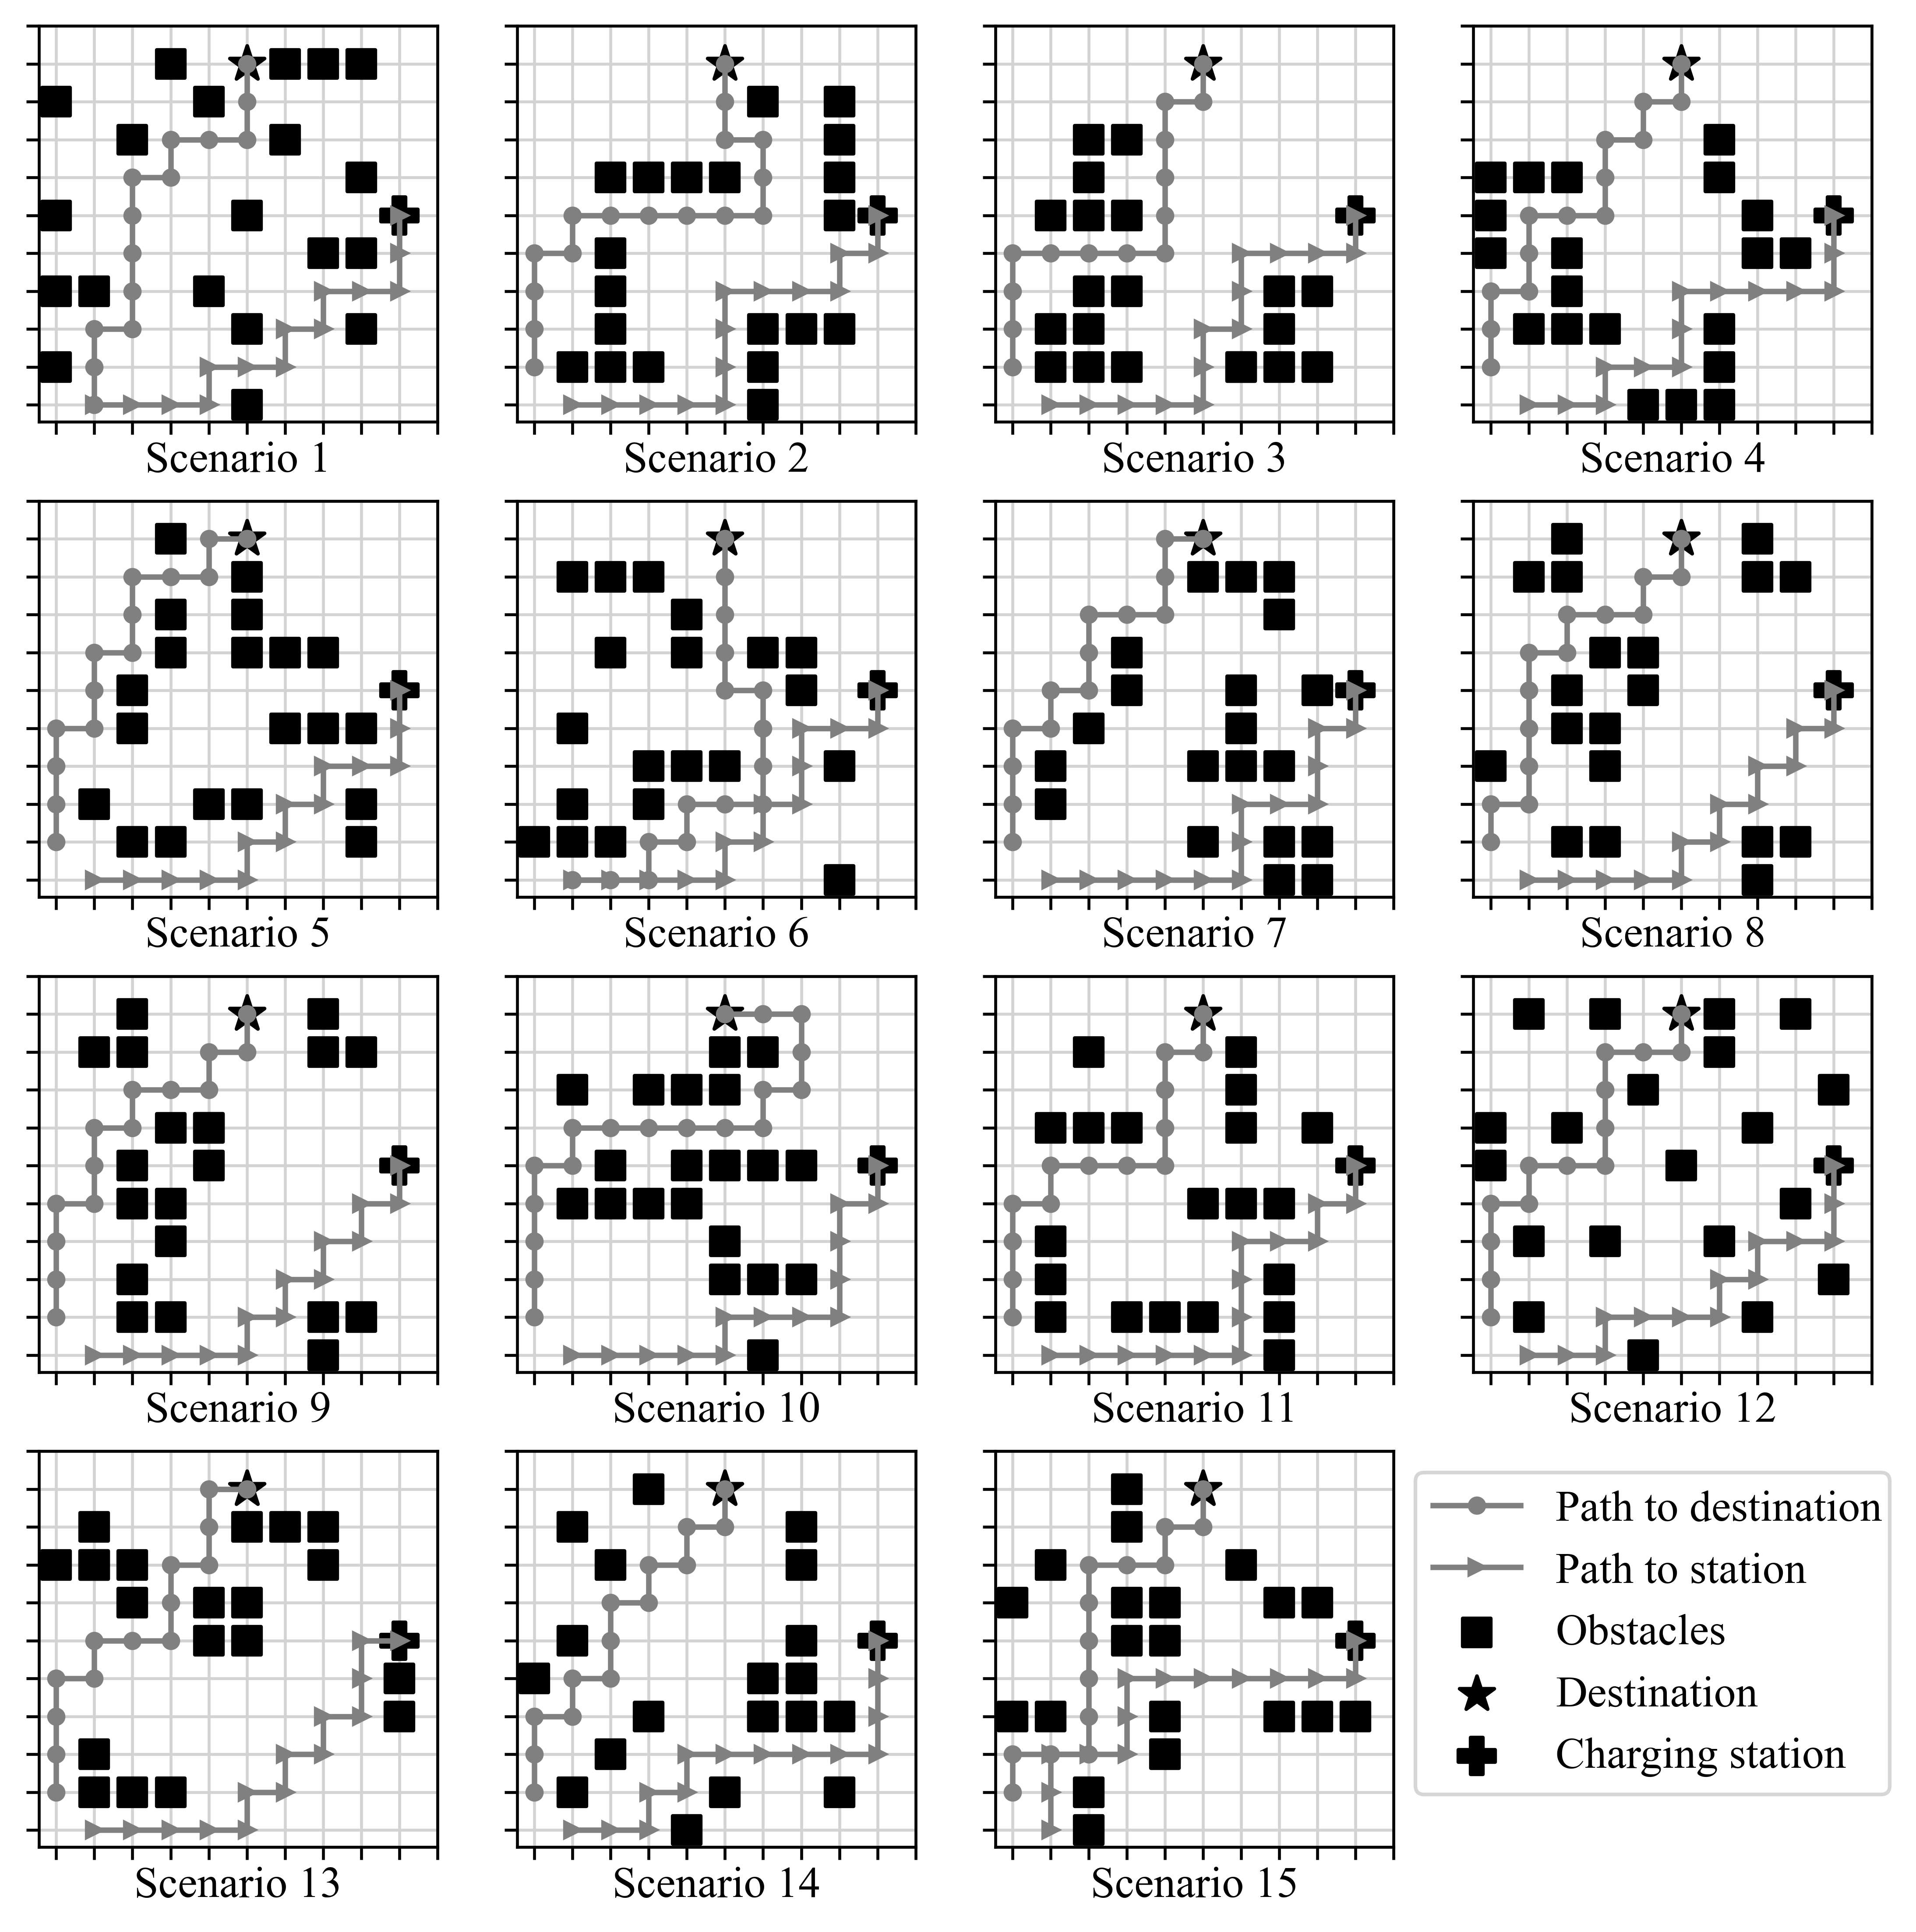 Scenario 1
Scenario 2
Scenario 3
Scenario 4
Scenario 5
Scenario 6
Scenario 7
Scenario 8
Scenario 9
Scenario 10
Scenario 11
Scenario 12
Scenario 13
Scenario 14
Scenario 15
Path to destination
Path to station
Obstacles
Destination
Charging station